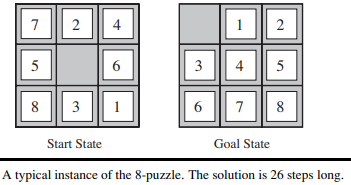 7 2 4
5 6
8 3 1
Start State
1 2
3 4 5
6 7 8
Goal State
A typical instance of the 8-puzzle. The solution is 26 steps long.